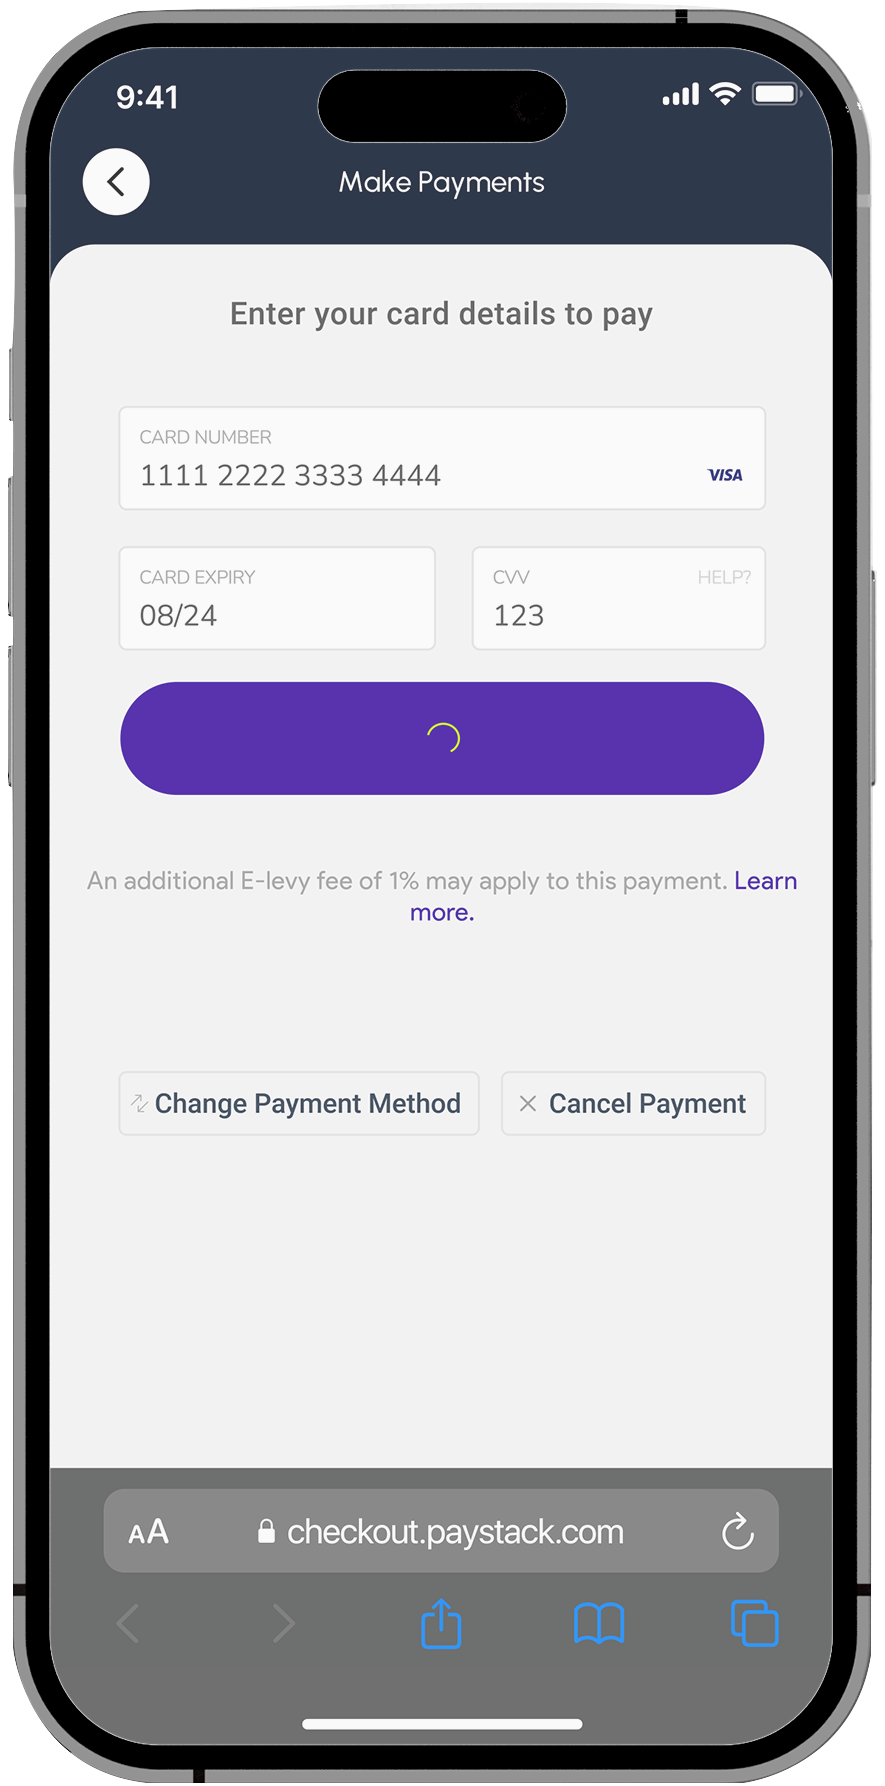 9:41
Make Payments
Enter your card details to pay
CARD NUMBER
1111 2222 3333 4444
VISA
CARD EXPIRY
08/24
CVV
HELP?
123
An additional E-levy fee of 1% may apply to this payment. Learn
more.
Change Payment Method
Cancel Payment
AA
checkout.paystack.com